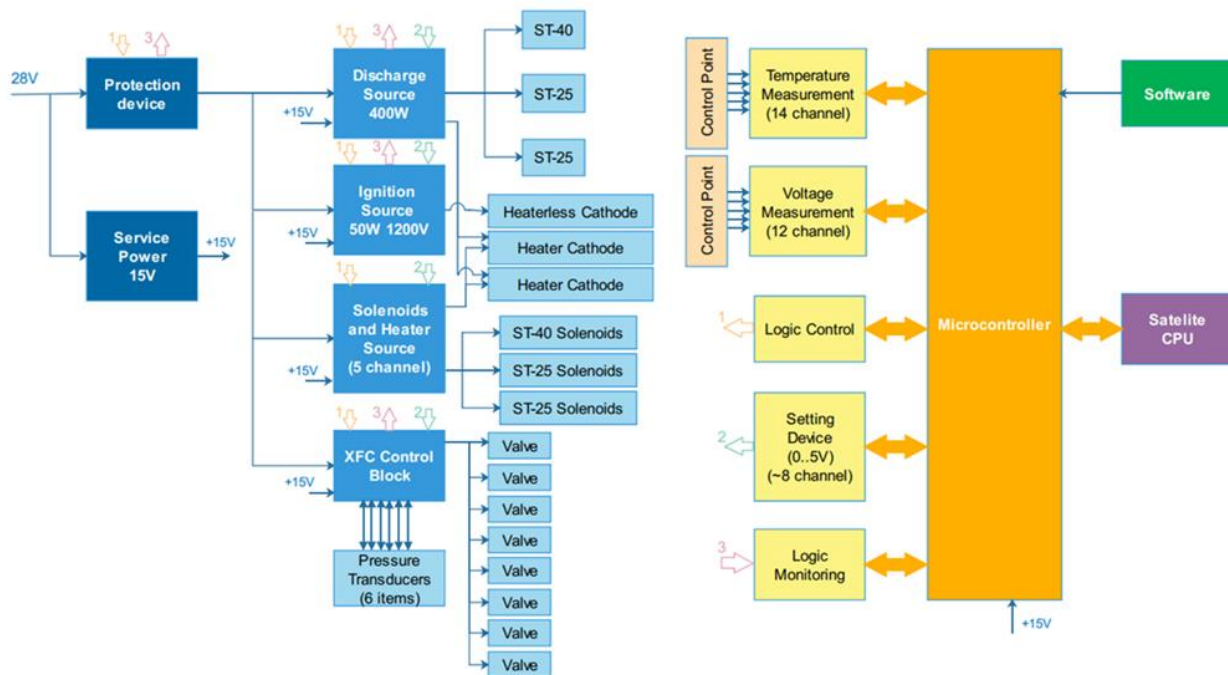 28V
1
3
Protection
device
Service
Power
15V
+15V
1
3
2
Discharge
Source
400W
+15V
ST-40
ST-25
ST-25
1
3
2
Ignition
Source
50W 1200V
+15V
Heaterless Cathode
Heater Cathode
Heater Cathode
1
2
Solenoids
and Heater
Source
(5 channel)
+15V
ST-40 Solenoids
ST-25 Solenoids
ST-25 Solenoids
1
3
2
XFC Control
Block
+15V
Valve
Valve
Valve
Valve
Valve
Valve
Valve
Valve
Pressure
Transducers
(6 items)
Control Point
Temperature
Measurement
(14 channel)
Control Point
Voltage
Measurement
(12 channel)
1
Logic Control
2
Setting
Device
(0..5V)
(~8 channel)
3
Logic
Monitoring
Microcontroller
+15V
Software
Satelite
CPU